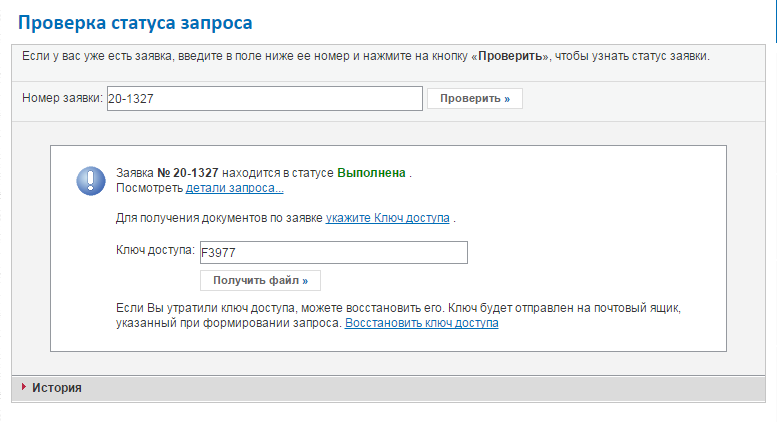 Проверка статуса запроса
Если у вас уже есть заявка, введите в поле ниже ее номер и нажмите на кнопку «Проверить», чтобы узнать статус заявки.
Номер заявки: 20-1327 Проверить »
Заявка № 20-1327 находится в статусе Выполнена .
Посмотреть детали запроса...
Для получения документов по заявке укажите Ключ доступа .
Ключ доступа: F3977
Получить файл »
Если Вы утратили ключ доступа, можете восстановить его. Ключ будет отправлен на почтовый ящик,
указанный при формировании запроса. Восстановить ключ доступа
История